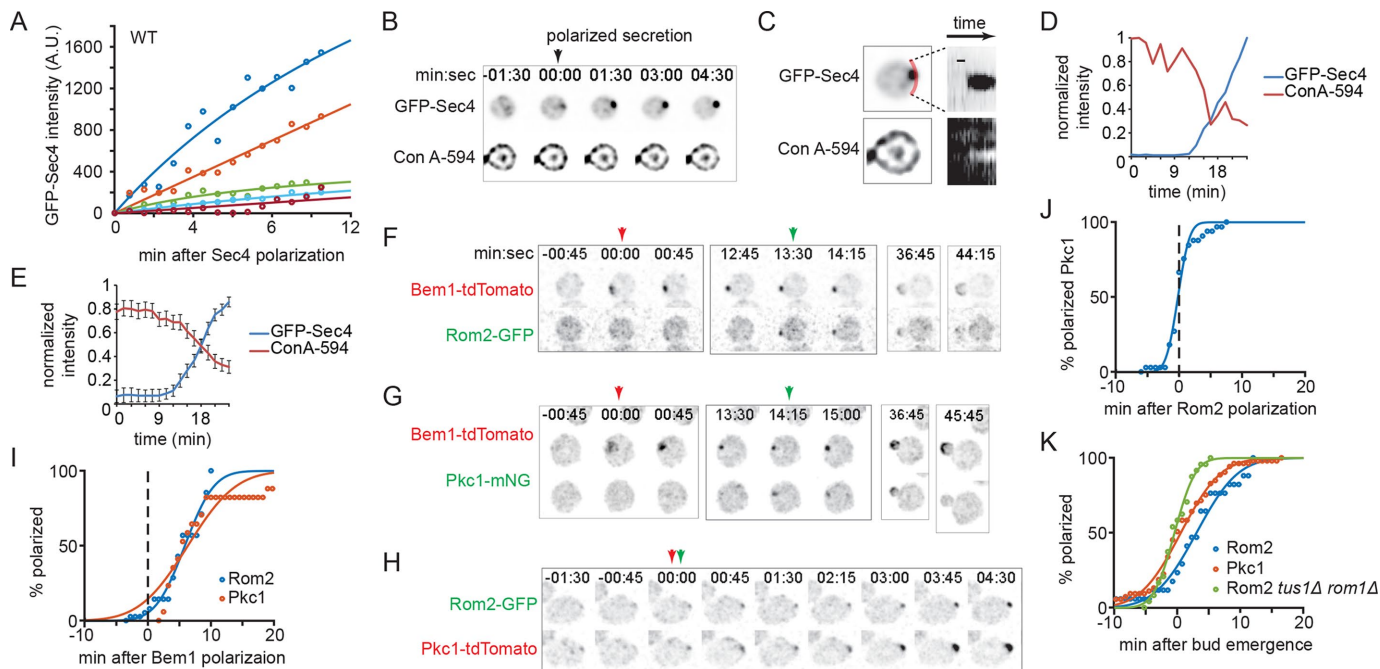 A
WT
GFP-Sec4 intensity (A.U.)
1600
1200
800
400
0
0
4
6
12
min after Sec4 polarization
B
polarized secretion
min:sec
-01:30
00:00
01:30
03:00
04:30
GFP-Sec4
Con A-594
C
time
GFP-Sec4
Con A-594
D
normalized
intensity
1
0.8
0.6
0.4
0.2
0
0
9
18
time (min)
GFP-Sec4
ConA-594
E
normalized
intensity
1
0.8
0.6
0.4
0.2
0
0
9
18
time (min)
GFP-Sec4
ConA-594
F
min:sec
-00:45
00:00
00:45
12:45
13:30
14:15
36:45
44:15
Bem1-tdTomato
Rom2-GFP
G
-00:45
00:00
00:45
13:30
14:15
15:00
36:45
45:45
Bem1-tdTomato
Pkc1-mNG
H
-01:30
-00:45
00:00
00:45
01:30
02:15
03:00
03:45
04:30
Rom2-GFP
Pkc1-tdTomato
I
% polarized
100
50
0
-10
0
10
20
min after Bem1 polarizaion
Rom2
Pkc1
J
% polarized Pkc1
100
50
0
-10
0
10
20
min after Rom2 polarization
K
% polarized
100
50
0
-10
0
10
20
min after bud emergence
Rom2
Pkc1
Rom2 tus1Δ rom1Δ